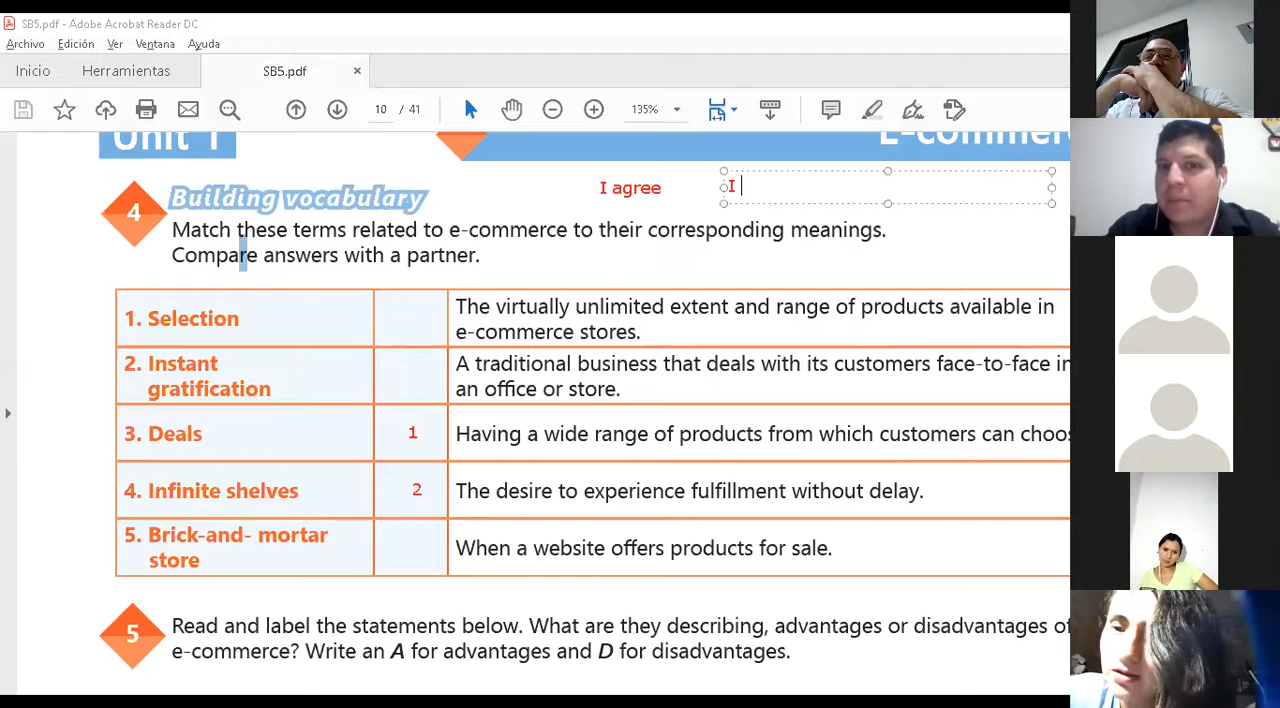 SB5.pdf - Adobe Acrobat Reader DC
Archivo Edición Ver Ventana Ayuda
Inicio Herramientas SB5.pdf ×
10 / 41 135%
Unit 1 E-commer
I agree I
4 Building vocabulary
Match these terms related to e-commerce to their corresponding meanings.
Compare answers with a partner.
1. Selection
The virtually unlimited extent and range of products available in
e-commerce stores.
2. Instant
gratification
A traditional business that deals with its customers face-to-face in
an office or store.
3. Deals 1 Having a wide range of products from which customers can choos
4. Infinite shelves 2 The desire to experience fulfillment without delay.
5. Brick-and- mortar
store
When a website offers products for sale.
5 Read and label the statements below. What are they describing, advantages or disadvantages of
e-commerce? Write an A for advantages and D for disadvantages.